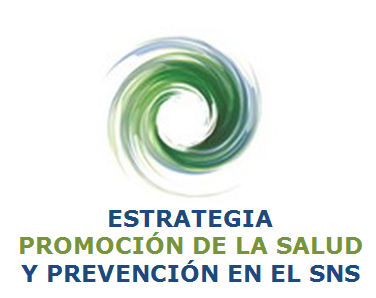 ESTRATEGIA
PROMOCIÓN DE LA SALUD
Y PREVENCIÓN EN EL SNS